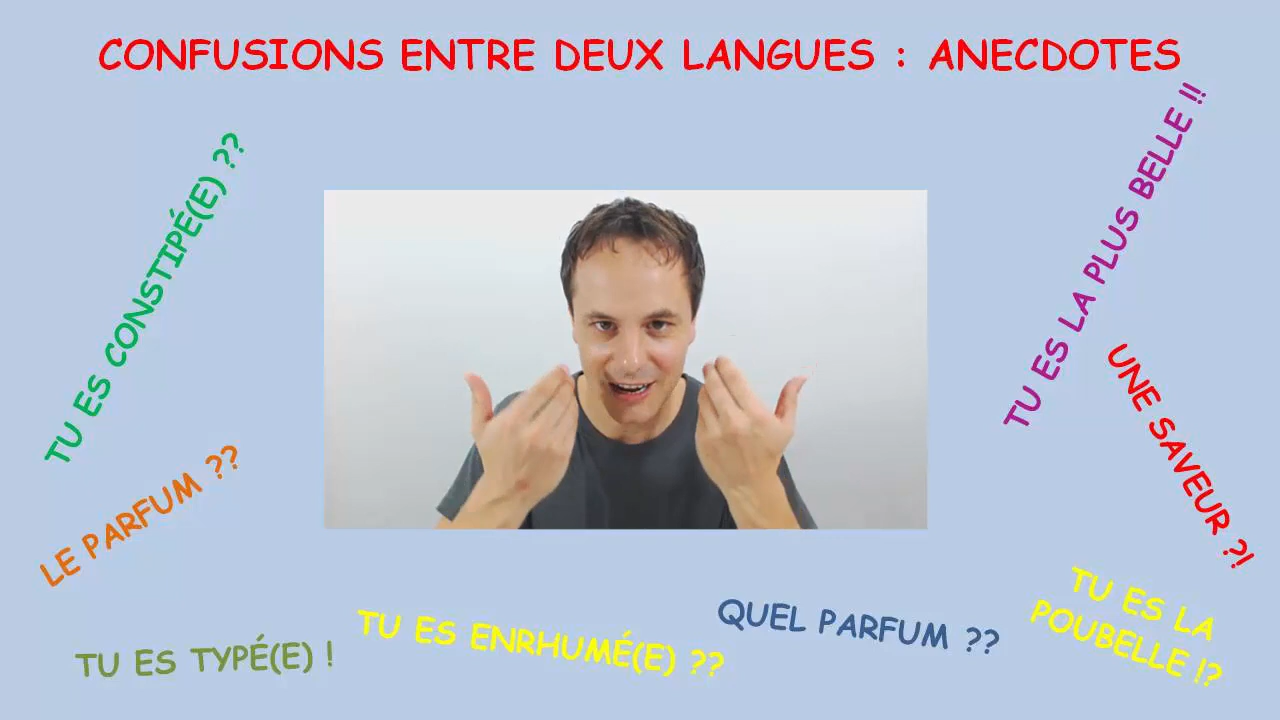 CONFUSIONS ENTRE DEUX LANGUES : ANECDOTES
TU ES CONSTIPÉ(E) ??
TU ES LA PLUS BELLE !!
UNE SAVEUR ?!
LE PARFUM ??
TU ES TYPÉ(E) !
TU ES ENRHUMÉ(E) ??
QUEL PARFUM ??
TU ES LA
POUBELLE !?